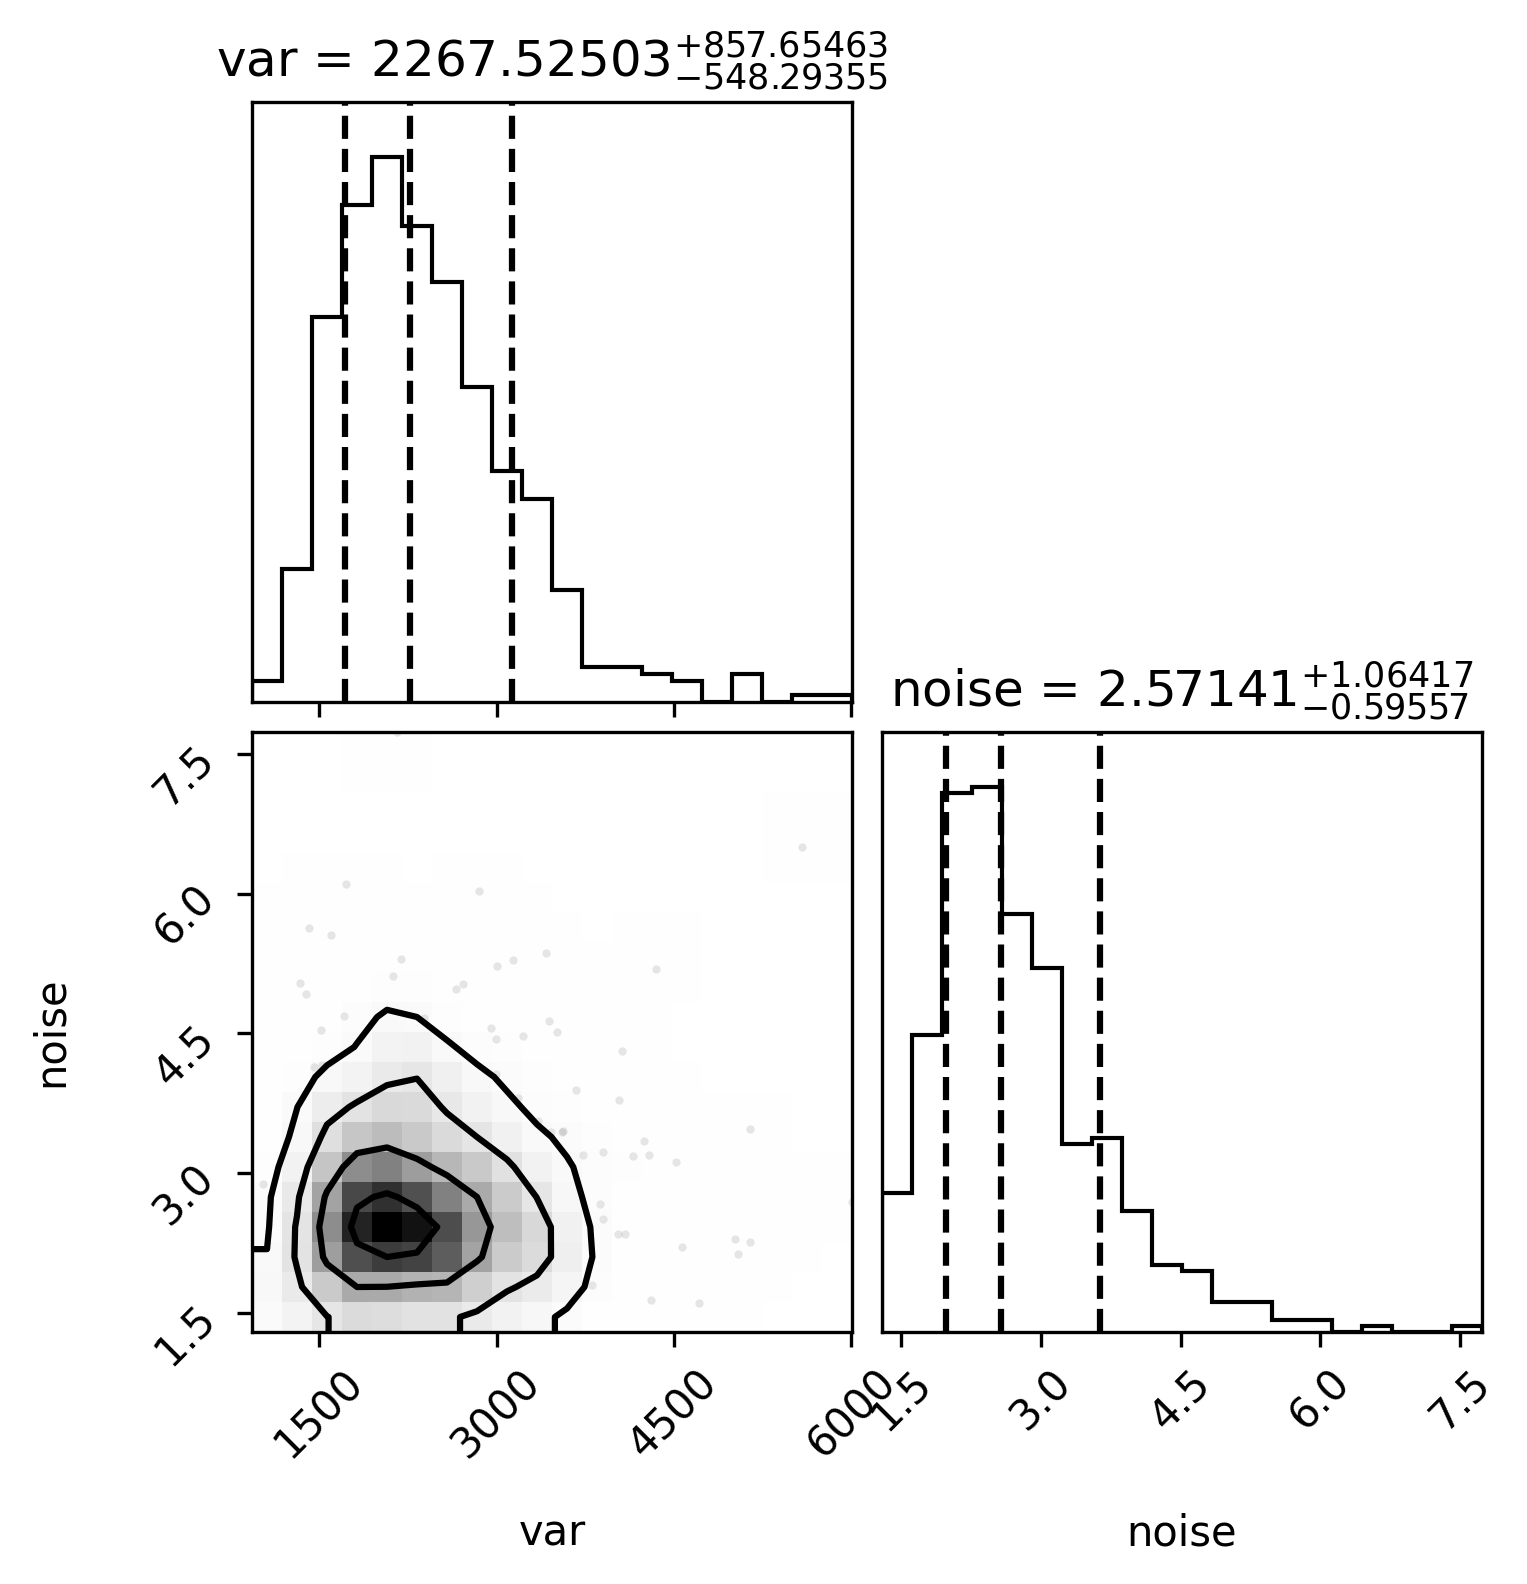 var = 2267.52503+857.65463−548.29355
noise = 2.57141+1.06417−0.59557
7.5
6.0
4.5
3.0
1.5
noise
1500 3000 4500 6000 1.5 3.0 4.5 6.0 7.5
var noise